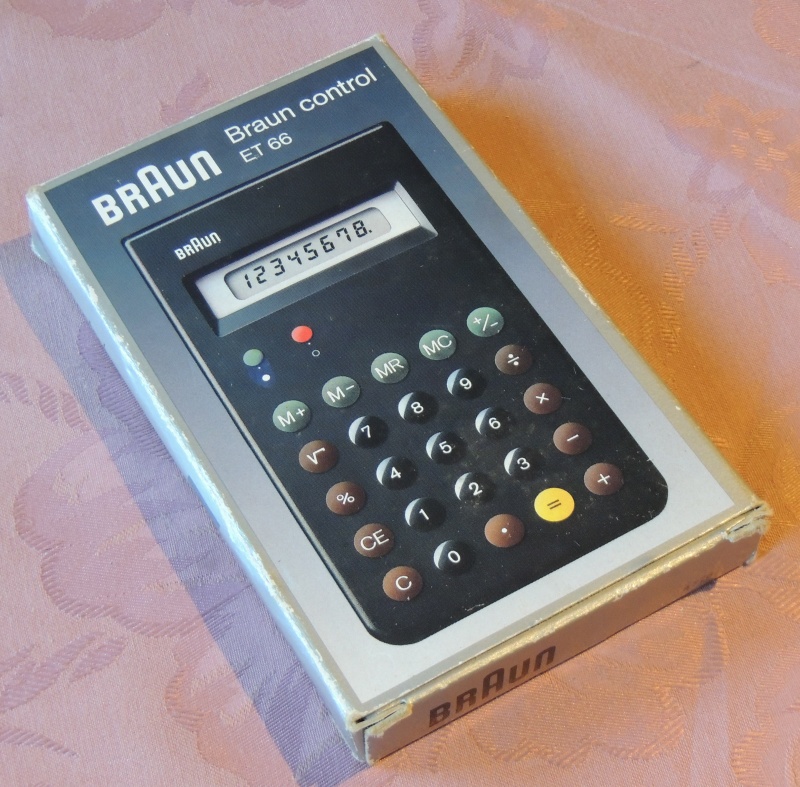 BRAUN
Braun control
ET 66
BRAUN
12345678.
M+ M− MR MC +/−
√ 7 8 9 ÷
% 4 5 6 ×
CE 1 2 3 −
C 0 · = +
BRAUN